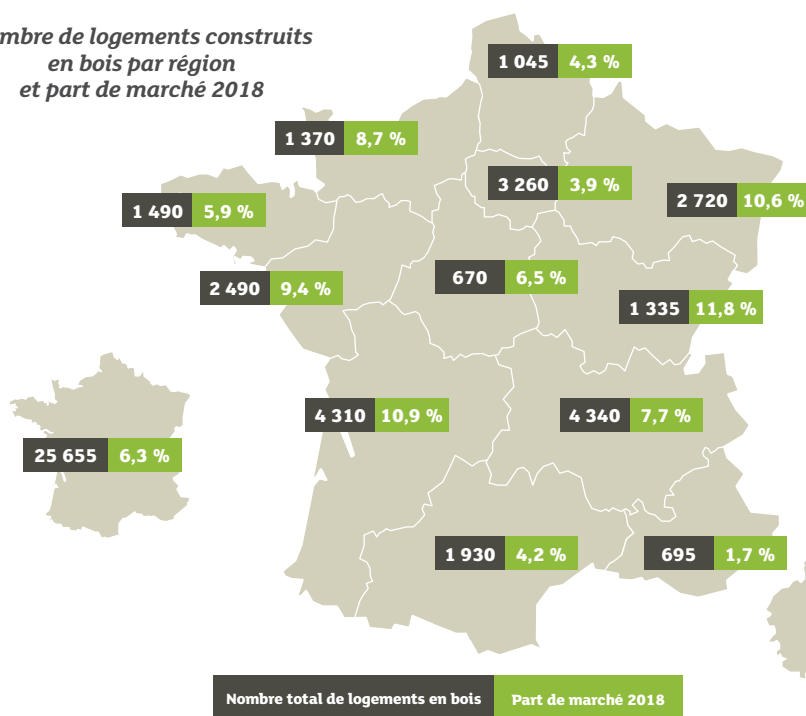 mbre de logements construits
en bois par région
et part de marché 2018
1 045 4,3 %
1 370 8,7 %
3 260 3,9 %
2 720 10,6 %
1 490 5,9 %
2 490 9,4 %
670 6,5 %
1 335 11,8 %
4 310 10,9 %
4 340 7,7 %
25 655 6,3 %
1 930 4,2 %
695 1,7 %
Nombre total de logements en bois Part de marché 2018